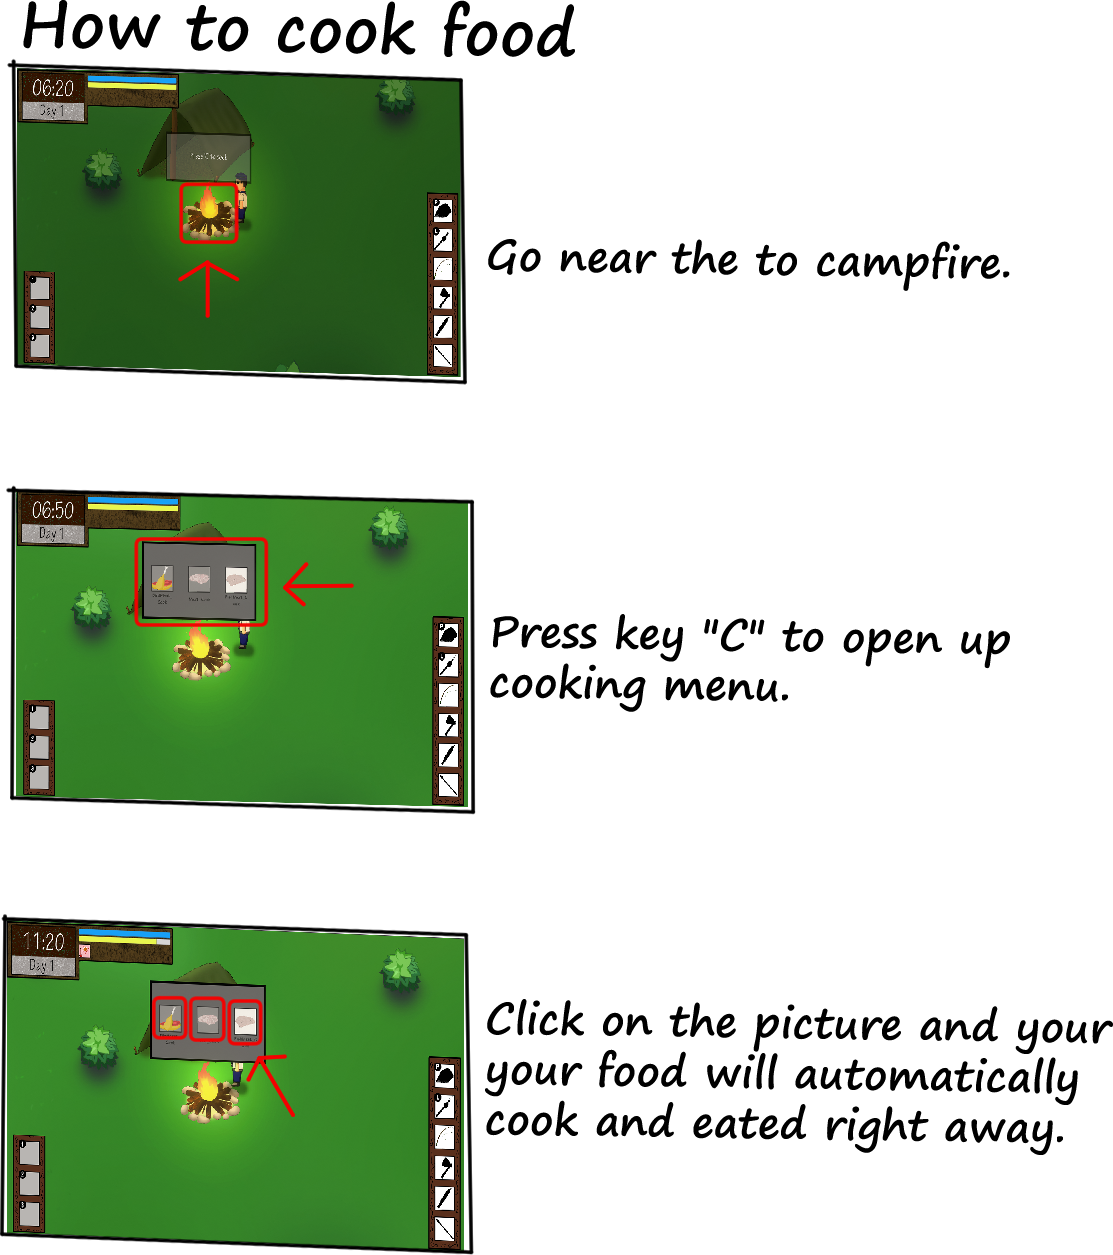 How to cook food
06:20
Day 1
Go near the to campfire.
06:50
Day 1
Press key "C" to open up
cooking menu.
11:20
Day 1
Click on the picture and your
your food will automatically
cook and eated right away.